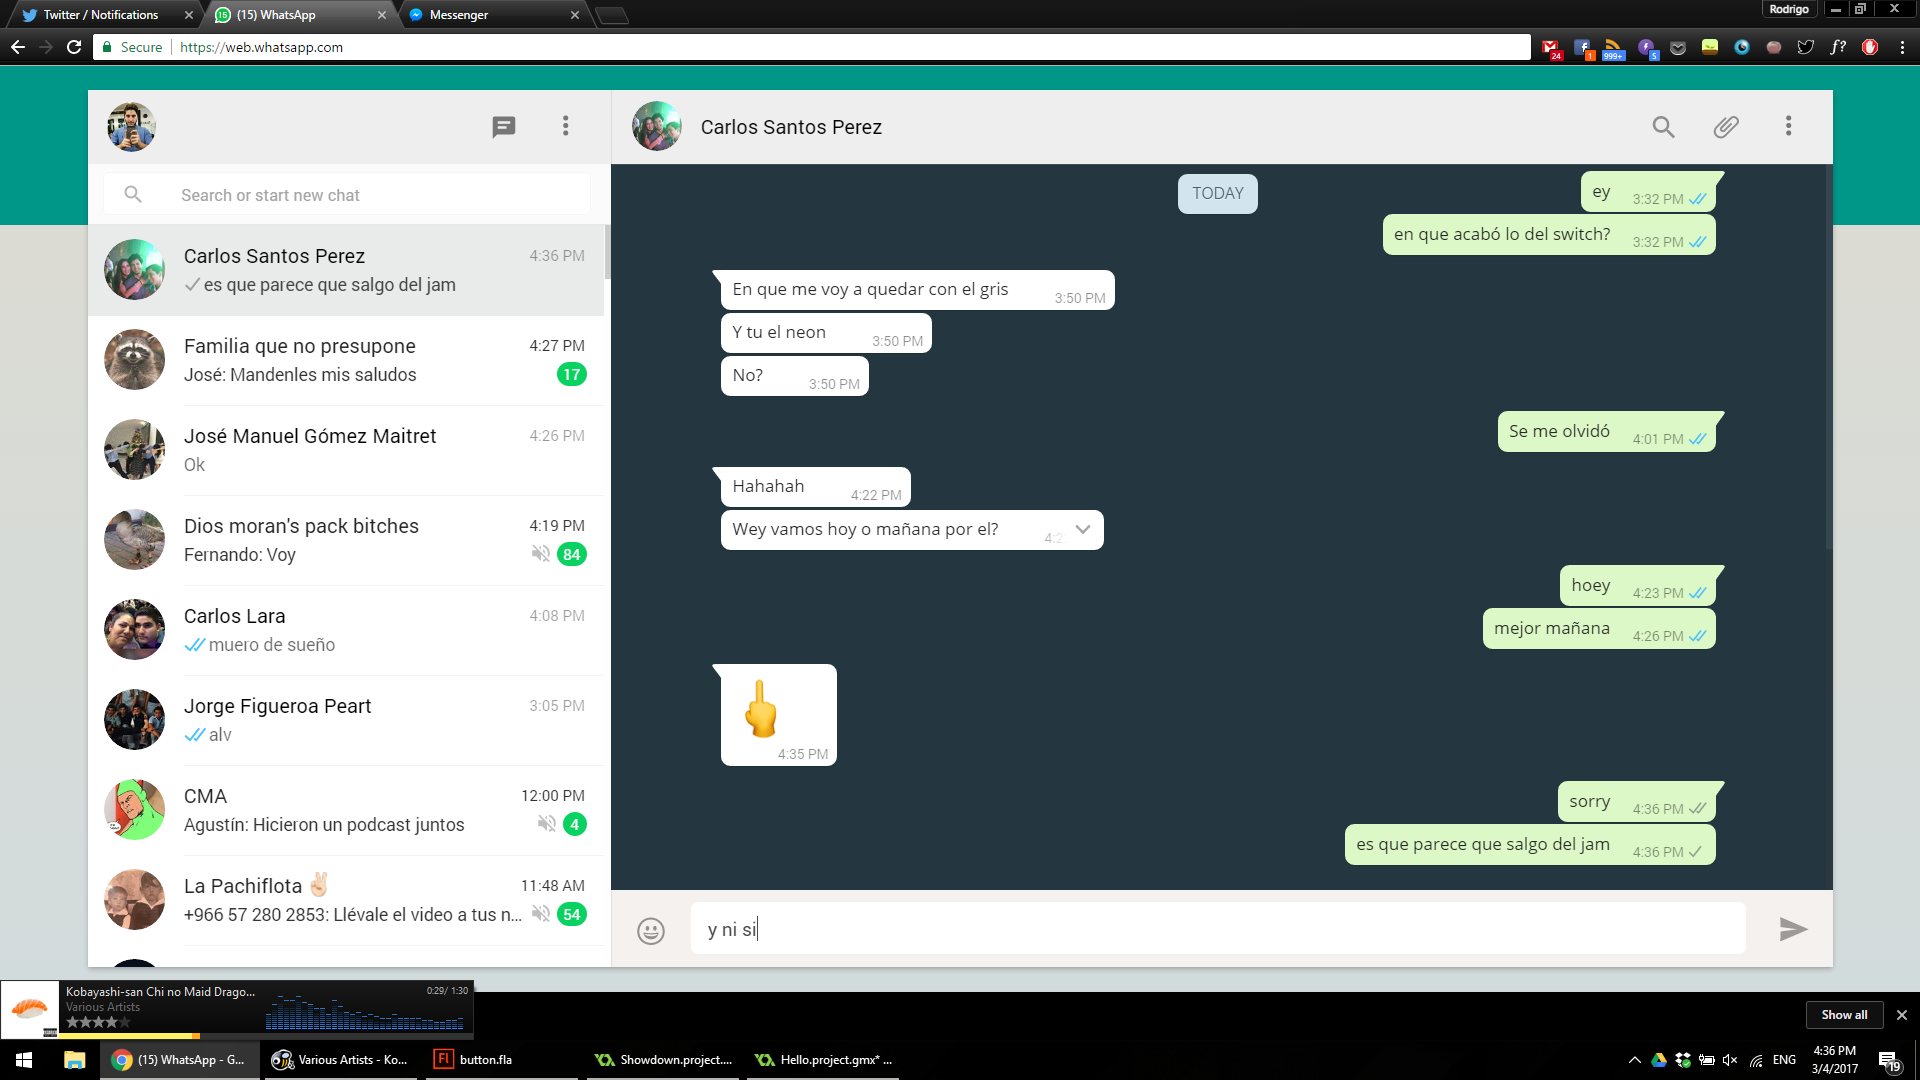 Twitter / Notifications
(15) WhatsApp
Messenger
Rodrigo
Secure
https://web.whatsapp.com
24
1
999+
5
f?
Carlos Santos Perez
Search or start new chat
Carlos Santos Perez
4:36 PM
es que parece que salgo del jam
Familia que no presupone
4:27 PM
José: Mandenles mis saludos
17
José Manuel Gómez Maitret
4:26 PM
Ok
Dios moran's pack bitches
4:19 PM
Fernando: Voy
84
Carlos Lara
4:08 PM
muero de sueño
Jorge Figueroa Peart
3:05 PM
alv
CMA
12:00 PM
Agustín: Hicieron un podcast juntos
4
La Pachiflota ✌🏻
11:48 AM
+966 57 280 2853: Llévale el video a tus n...
54
TODAY
ey
3:32 PM
en que acabó lo del switch?
3:32 PM
En que me voy a quedar con el gris
3:50 PM
Y tu el neon
3:50 PM
No?
3:50 PM
Se me olvidó
4:01 PM
Hahahah
4:22 PM
Wey vamos hoy o mañana por el?
4:2
hoey
4:23 PM
mejor mañana
4:26 PM
🖕
4:35 PM
sorry
4:36 PM
es que parece que salgo del jam
4:36 PM
y ni si
Kobayashi-san Chi no Maid Drago...
0:29/ 1:30
Various Artists
Show all
(15) WhatsApp - G...
Various Artists - Ko...
Fl
button.fla
Showdown.project....
Hello.project.gmx* ...
ENG
4:36 PM
3/4/2017
19